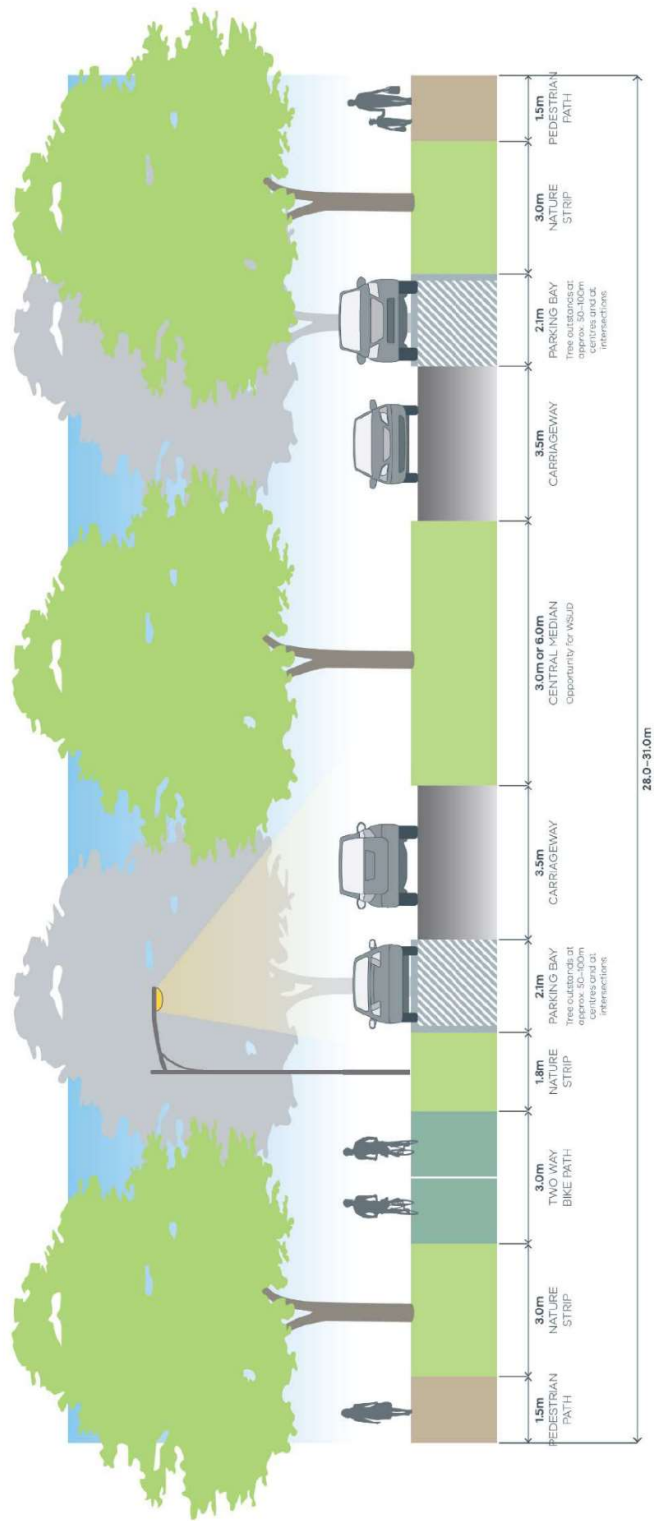 1.5m
PEDESTRIAN
PATH
3.0m
NATURE
STRIP
3.0m
TWO WAY
BIKE PATH
1.8m
NATURE
STRIP
2.1m
PARKING BAY
Tree outstands at
approx. 50-100m
centres and at
intersections
3.5m
CARRIAGEWAY
3.0m or 6.0m
CENTRAL MEDIAN
Opportunity for WSUD
3.5m
CARRIAGEWAY
2.1m
PARKING BAY
Tree outstands at
approx. 50-100m
centres and at
intersections
3.0m
NATURE
STRIP
1.5m
PEDESTRIAN
PATH
28.0–31.0m